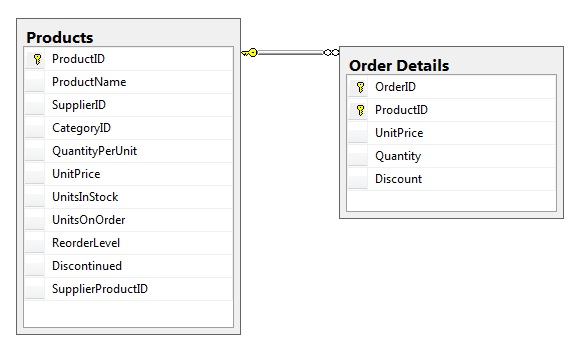 Products
ProductID
ProductName
SupplierID
CategoryID
QuantityPerUnit
UnitPrice
UnitsInStock
UnitsOnOrder
ReorderLevel
Discontinued
SupplierProductID
Order Details
OrderID
ProductID
UnitPrice
Quantity
Discount